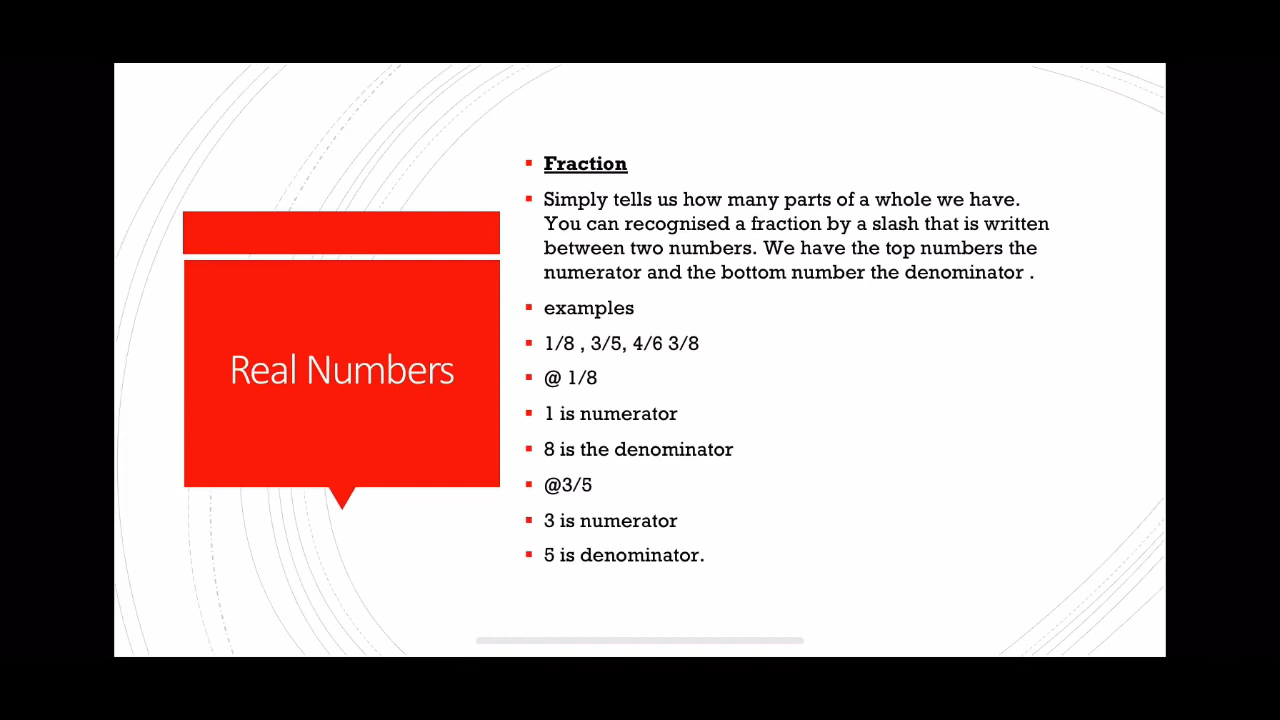 Real Numbers
Fraction
Simply tells us how many parts of a whole we have.
You can recognised a fraction by a slash that is written
between two numbers. We have the top numbers the
numerator and the bottom number the denominator .
examples
1/8 , 3/5, 4/6 3/8
@ 1/8
1 is numerator
8 is the denominator
@3/5
3 is numerator
5 is denominator.